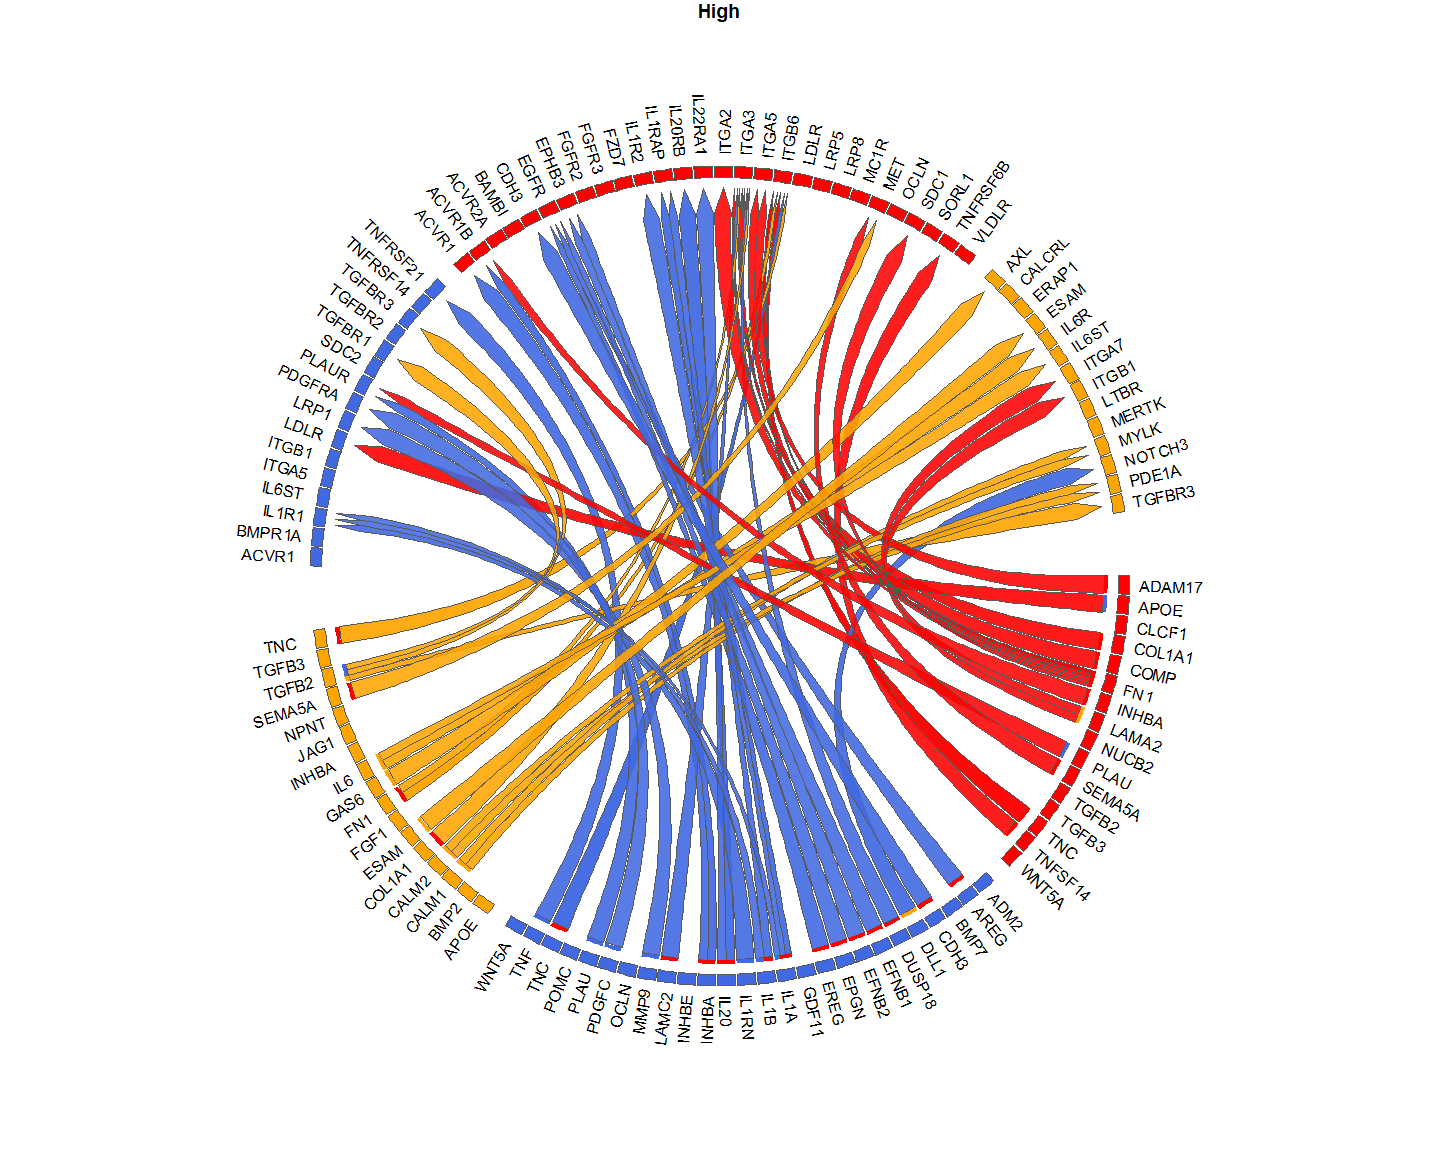 High
ACVR1
ACVR1B
ACVR2A
BAMBI
CDH3
EGFR
EPHB3
FGFR2
FGFR3
FZD7
IL1R2
IL1RAP
IL20RB
IL22RA1
ITGA2
ITGA3
ITGA5
ITGB6
LDLR
LRP5
LRP8
MC1R
MET
OCLN
SDC1
SORL1
TNFRSF6B
VLDLR
AXL
CALCRL
ERAP1
ESAM
IL6R
IL6ST
ITGA7
ITGB1
LTBR
MERTK
MYLK
NOTCH3
PDE1A
TGFBR3
ADAM17
APOE
CLCF1
COL1A1
COMP
FN1
INHBA
LAMA2
NUCB2
PLAU
SEMA5A
TGFB2
TGFB3
TNC
TNFSF14
WNT5A
ADM2
AREG
BMP7
CDH3
DLL1
DUSP18
EFNB1
EFNB2
EPGN
EREG
GDF11
IL1A
IL1B
IL1RN
IL20
INHBA
INHBE
LAMC2
MMP9
OCLN
PDGFC
PLAU
POMC
TNC
TNF
WNT5A
APOE
BMP2
CALM1
CALM2
COL1A1
ESAM
FGF1
FN1
GAS6
IL6
INHBA
JAG1
NPNT
SEMA5A
TGFB2
TGFB3
TNC
ACVR1
BMPR1A
IL1R1
IL6ST
ITGA5
ITGB1
LDLR
LRP1
PDGFRA
PLAUR
SDC2
TGFBR1
TGFBR2
TGFBR3
TNFRSF14
TNFRSF21